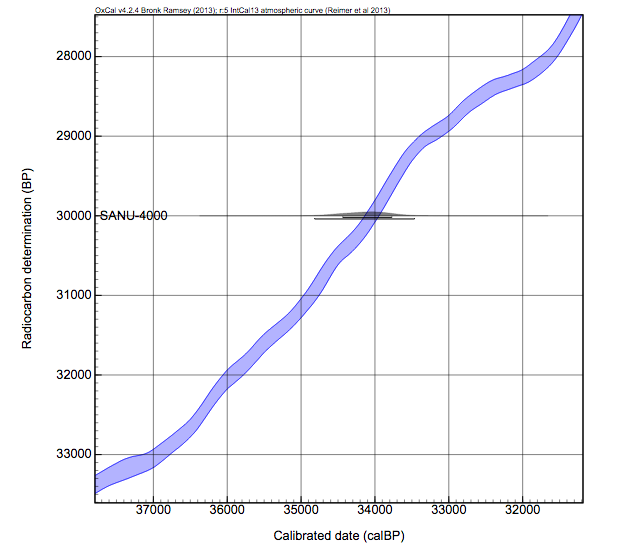 OxCal v4.2.4 Bronk Ramsey (2013); r:5 IntCal13 atmospheric curve (Reimer et al 2013)
28000
29000
30000
SANU-4000
31000
32000
33000
Radiocarbon determination (BP)
37000 36000 35000 34000 33000 32000
Calibrated date (calBP)